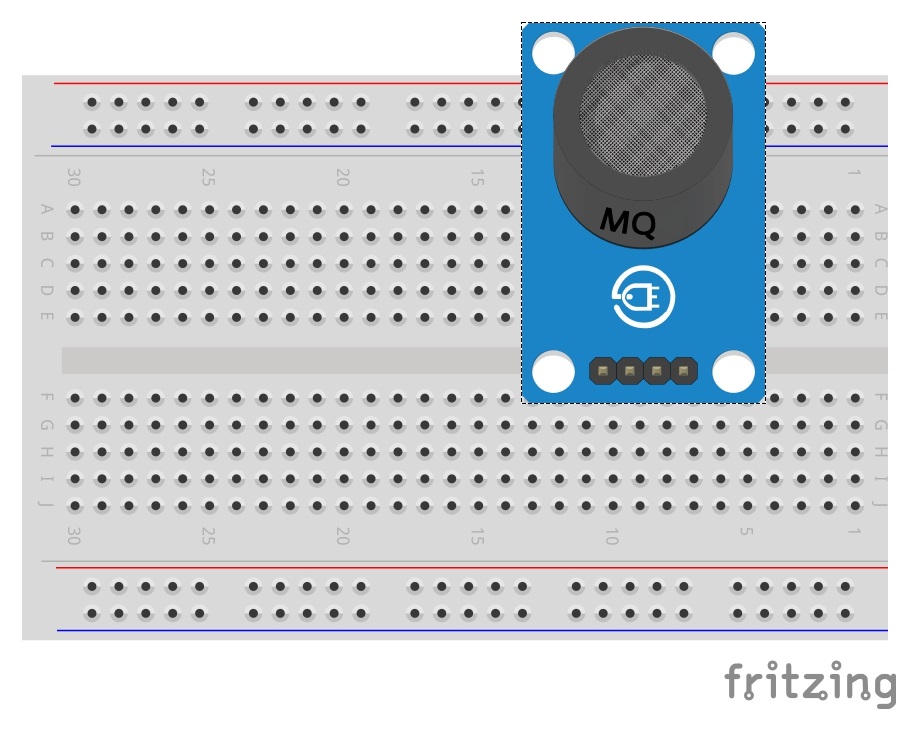 30 25 20 15 1
A A
B B
C C
D D
E E
MQ
F F
G G
H H
I I
J J
30 25 20 15 10 5 1
fritzing